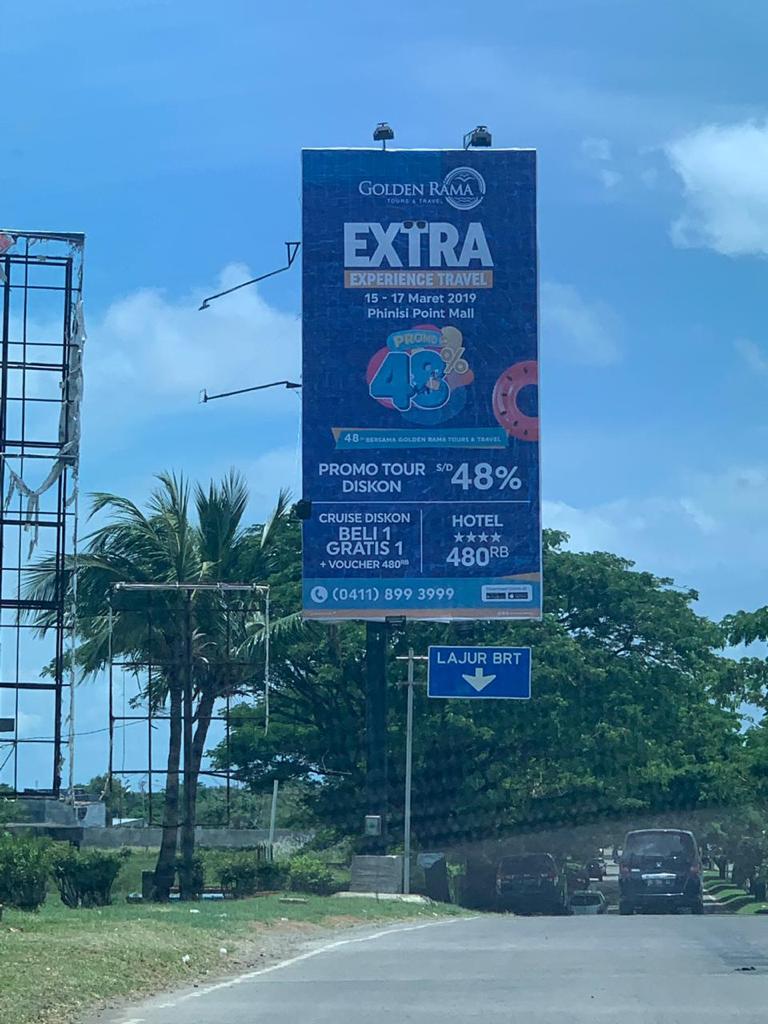 GOLDEN RAMA
TOURS & TRAVEL
EXTRA
EXPERIENCE TRAVEL
15 - 17 Maret 2019
Phinisi Point Mall
PROMO
48%
BERSAMA GOLDEN RAMA TOURS & TRAVEL
PROMO TOUR
DISKON
S/D 48%
CRUISE DISKON
BELI 1
GRATIS 1
+ VOUCHER 480RB
HOTEL
480RB
(0411) 899 3999
LAJUR BRT